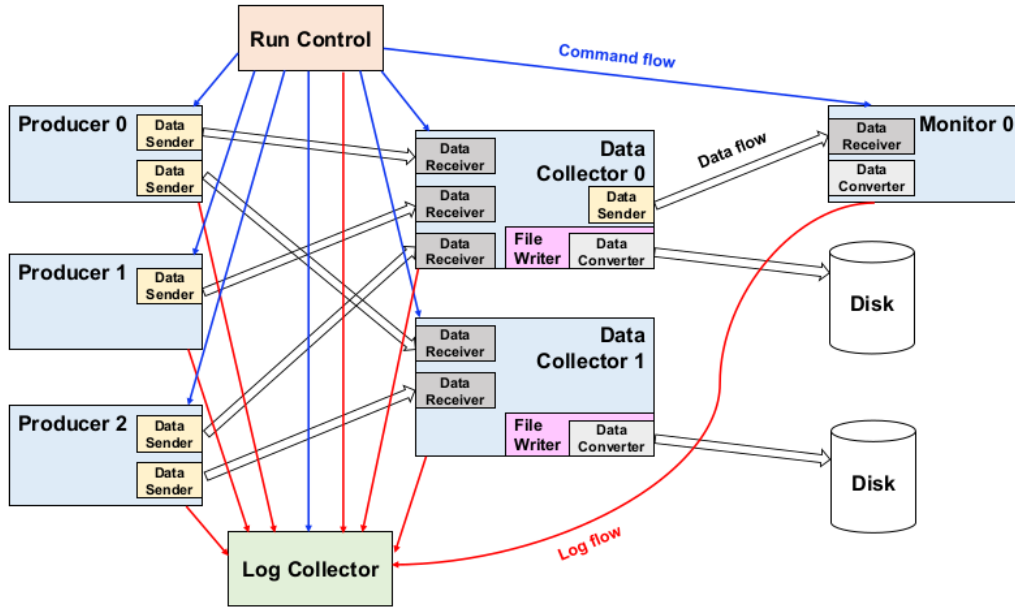 Run Control
Command flow
Producer 0
Data
Sender
Data
Sender
Data
Receiver
Data
Collector 0
Data
Receiver
Data
Sender
Data
Receiver
File
Writer
Data
Converter
Data flow
Data
Receiver
Monitor 0
Data
Converter
Producer 1
Data
Sender
Disk
Data
Receiver
Data
Collector 1
Data
Receiver
File
Writer
Data
Converter
Producer 2
Data
Sender
Data
Sender
Disk
Log flow
Log Collector